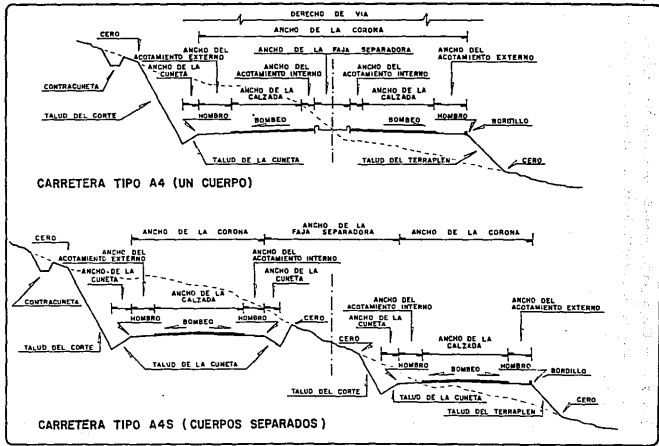 DERECHO DE VIA
ANCHO DE LA CORONA
CERO
ANCHO DEL
ACOTAMIENTO EXTERNO
ANCHO DE LA
CUNETA
ANCHO DE LA FAJA SEPARADORA
ANCHO DEL
ACOTAMIENTO INTERNO
ANCHO DEL
ACOTAMIENTO INTERNO
ANCHO DEL
ACOTAMIENTO EXTERNO
ANCHO DE LA
CALZADA
ANCHO DE LA
CALZADA
CONTRACUNETA
HOMBRO
BOMBEO
BOMBEO
HOMBRO
BORDILLO
TALUD DEL CORTE
TALUD DE LA CUNETA
TALUD DEL TERRAPLEN
CERO
CARRETERA TIPO A4 (UN CUERPO)
CERO
ANCHO DE LA CORONA
ANCHO DE LA
FAJA SEPARADORA
ANCHO DE LA CORONA
ANCHO DEL
ACOTAMIENTO EXTERNO
ANCHO DE LA
CUNETA
ANCHO DEL
ACOTAMIENTO INTERNO
ANCHO DE LA
CUNETA
ANCHO DE LA
CALZADA
CONTRACUNETA
HOMBRO
BOMBEO
HOMBRO
CERO
TALUD DEL CORTE
TALUD DE LA CUNETA
ANCHO DEL
ACOTAMIENTO INTERNO
ANCHO DE LA
CUNETA
ANCHO DEL
ACOTAMIENTO EXTERNO
ANCHO DE LA
CALZADA
CERO
HOMBRO
BOMBEO
HOMBRO
BORDILLO
TALUD DEL CORTE
TALUD DE LA CUNETA
TALUD DEL TERRAPLEN
CERO
CARRETERA TIPO A4S (CUERPOS SEPARADOS)